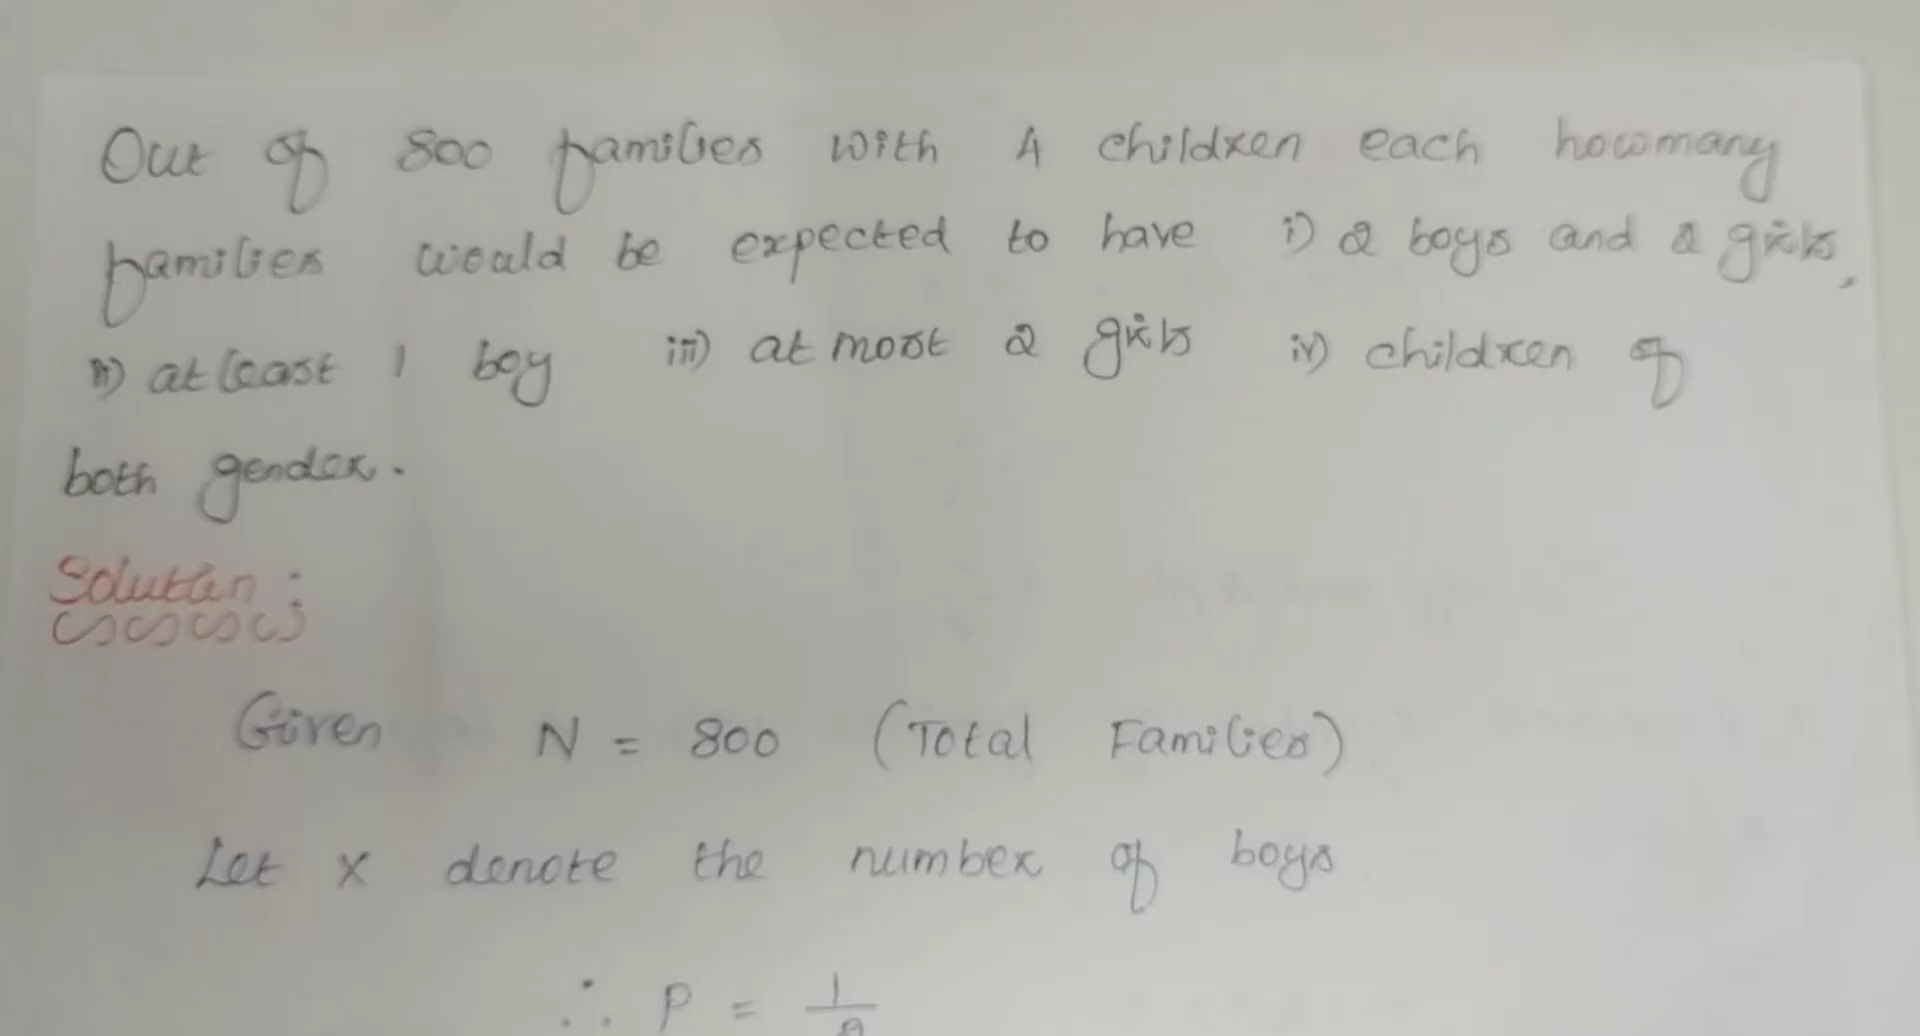 Out of 800 families with 4 children each howmany
families would be expected to have i) 2 boys and 2 girls,
ii) atleast 1 boy iii) at most 2 girls iv) children of
both gender.
Solution :
Given N = 800 (Total Families)
Let x denote the number of boys
∴ P = 1/2